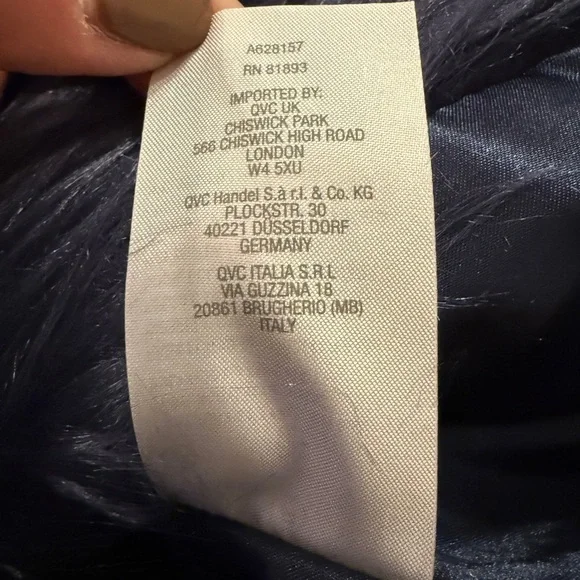 A628157
RN 81893
IMPORTED BY:
QVC UK
CHISWICK PARK
566 CHISWICK HIGH ROAD
LONDON
W4 5XU
QVC Handel S.à r.l. & Co. KG
PLOCKSTR. 30
40221 DÜSSELDORF
GERMANY
QVC ITALIA S.R.L
VIA GUZZINA 18
20861 BRUGHERIO (MB)
ITALY